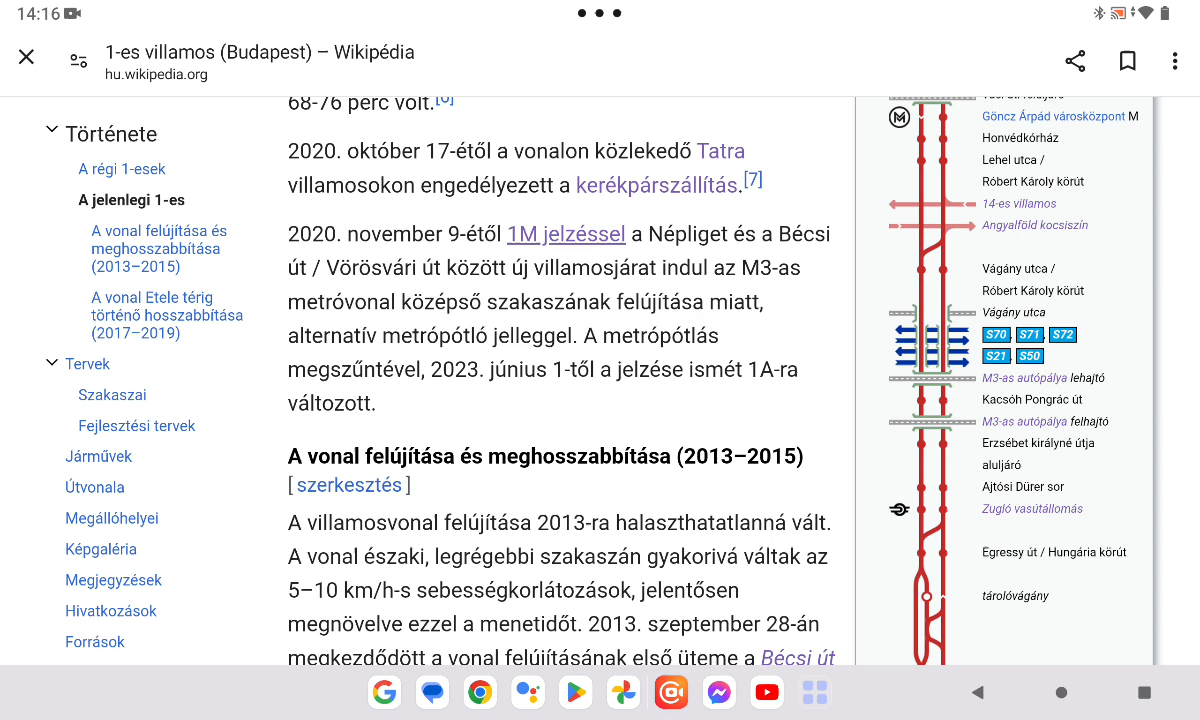 14:16
1-es villamos (Budapest) – Wikipédia
hu.wikipedia.org
Története
A régi 1-esek
A jelenlegi 1-es
A vonal felújítása és
meghosszabbítása
(2013–2015)
A vonal Etele térig
történő hosszabbítása
(2017–2019)
Tervek
Szakaszai
Fejlesztési tervek
Járművek
Útvonala
Megállóhelyei
Képgaléria
Megjegyzések
Hivatkozások
Források
68-76 perc volt.[6]
2020. október 17-étől a vonalon közlekedő Tatra
villamosokon engedélyezett a kerékpárszállítás.[7]
2020. november 9-étől 1M jelzéssel a Népliget és a Bécsi
út / Vörösvári út között új villamosjárat indul az M3-as
metróvonal középső szakaszának felújítása miatt,
alternatív metrópótló jelleggel. A metrópótlás
megszűntével, 2023. június 1-től a jelzése ismét 1A-ra
változott.
A vonal felújítása és meghosszabbítása (2013–2015)
[ szerkesztés ]
A villamosvonal felújítása 2013-ra halaszthatatlanná vált.
A vonal északi, legrégebbi szakaszán gyakorivá váltak az
5–10 km/h-s sebességkorlátozások, jelentősen
megnövelve ezzel a menetidőt. 2013. szeptember 28-án
megkezdődött a vonal felújításának első üteme a Bécsi út
Göncz Árpád városközpont M
Honvédkórház
Lehel utca /
Róbert Károly körút
14-es villamos
Angyalföld kocsiszín
Vágány utca /
Róbert Károly körút
Vágány utca
S70, S71, S72
S21, S50
M3-as autópálya lehajtó
Kacsóh Pongrác út
M3-as autópálya felhajtó
Erzsébet királyné útja
aluljáró
Ajtósi Dürer sor
Zugló vasútállomás
Egressy út / Hungária körút
tárolóvágány